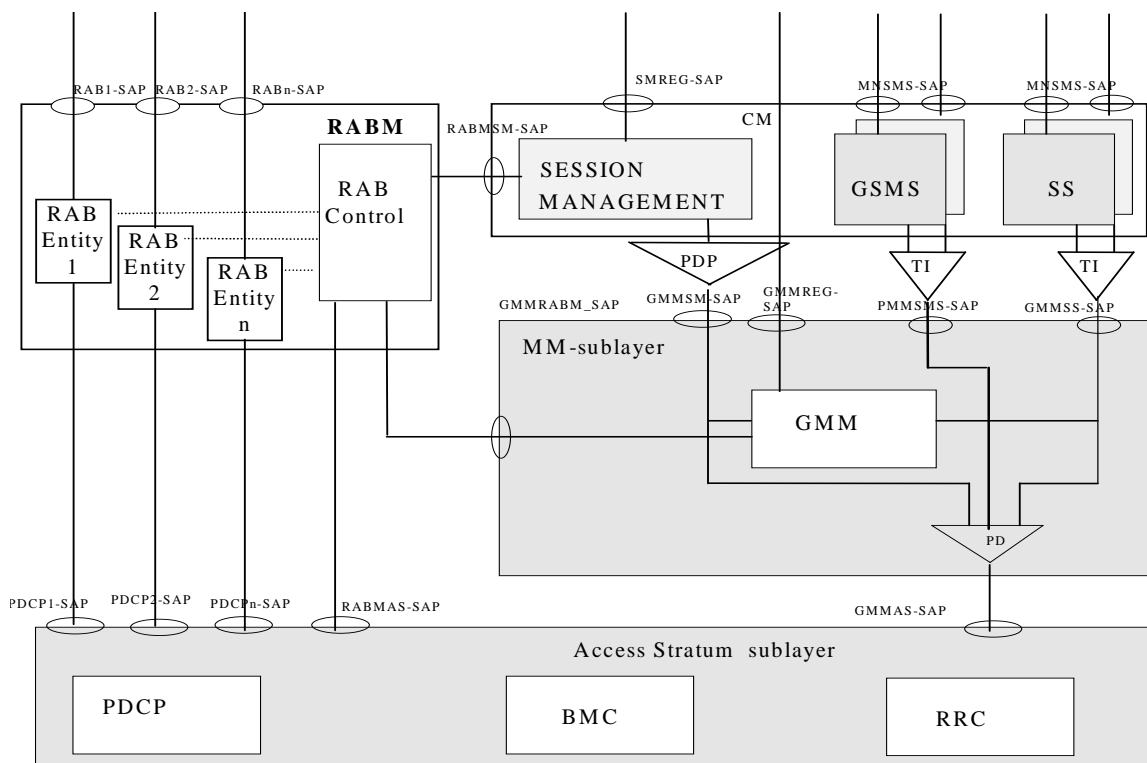 RAB1-SAP
RAB2-SAP
RABn-SAP
SMREG-SAP
MNSMS-SAP
MNSMS-SAP
RABM
RABMSM-SAP
CM
RAB
Control
SESSION
MANAGEMENT
GSMS
SS
RAB
Entity
1
RAB
Entity
2
RAB
Entity
n
PDP
TI
TI
GMMRABM_SAP
GMMSM-SAP
GMMREG-
SAP
PMMSMS-SAP
GMMSS-SAP
MM-sublayer
GMM
PD
PDCP1-SAP
PDCP2-SAP
PDCPn-SAP
RABMAS-SAP
GMMAS-SAP
Access Stratum sublayer
PDCP
BMC
RRC